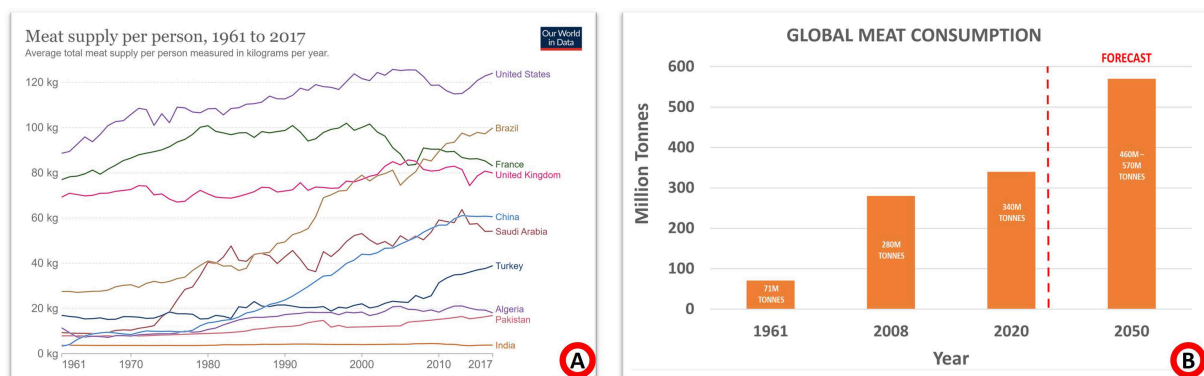 Meat supply per person, 1961 to 2017
Average total meat supply per person measured in kilograms per year.
Our World
in Data
120 kg
100 kg
80 kg
60 kg
40 kg
20 kg
0 kg
1961
1970
1980
1990
2000
2010
2017
United States
Brazil
France
United Kingdom
China
Saudi Arabia
Turkey
Algeria
Pakistan
India
A
GLOBAL MEAT CONSUMPTION
FORECAST
Million Tonnes
600
500
400
300
200
100
0
71M
TONNES
280M
TONNES
340M
TONNES
460M –
570M
TONNES
1961
2008
2020
2050
Year
B